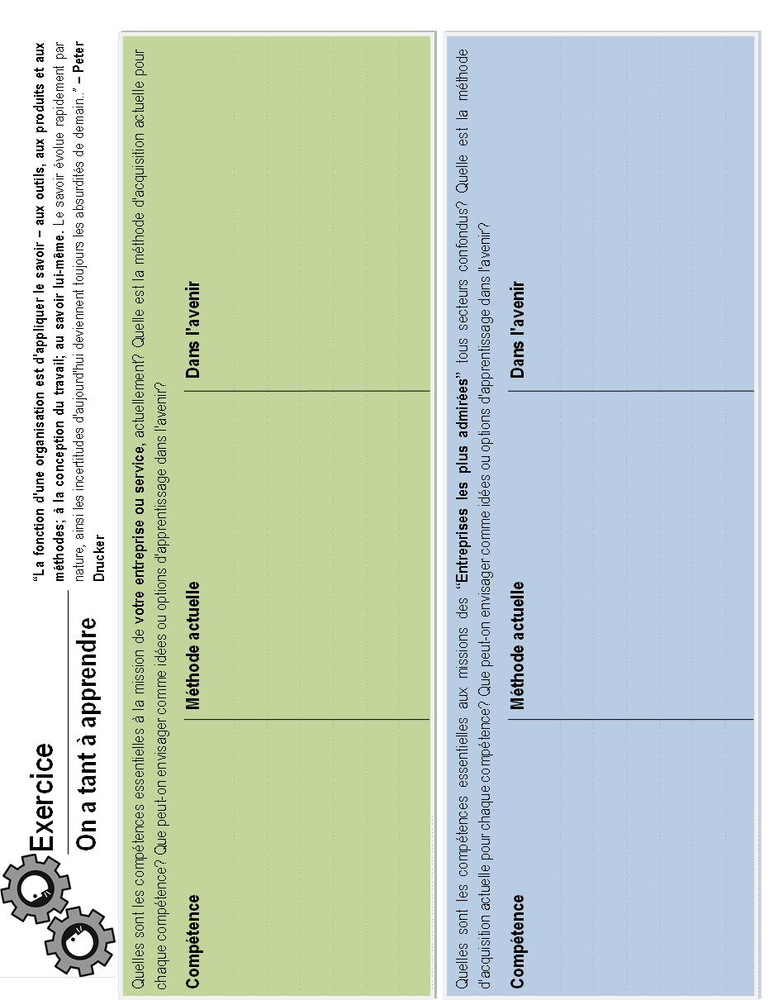 Exercice
On a tant à apprendre
“La fonction d'une organisation est d'appliquer le savoir – aux outils, aux produits et aux
méthodes; à la conception du travail; au savoir lui-même. Le savoir évolue rapidement par
nature, ainsi les incertitudes d'aujourd'hui deviennent toujours les absurdités de demain..” – Peter
Drucker
Quelles sont les compétences essentielles à la mission de votre entreprise ou service, actuellement? Quelle est la méthode d'acquisition actuelle pour
chaque compétence? Que peut-on envisager comme idées ou options d'apprentissage dans l'avenir?
Compétence Méthode actuelle Dans l'avenir
Quelles sont les compétences essentielles aux missions des “Entreprises les plus admirées” tous secteurs confondus? Quelle est la méthode
d'acquisition actuelle pour chaque compétence? Que peut-on envisager comme idées ou options d'apprentissage dans l'avenir?
Compétence Méthode actuelle Dans l'avenir